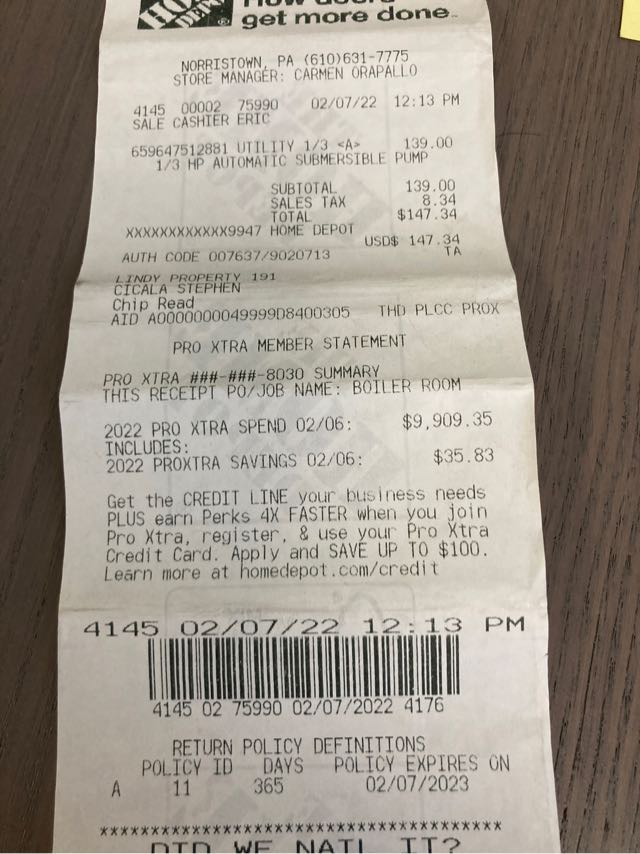 get more done.
NORRISTOWN, PA (610)631-7775
STORE MANAGER: CARMEN ORAPALLO
4145 00002 75990 02/07/22 12:13 PM
SALE CASHIER ERIC
659647512881 UTILITY 1/3 <A> 139.00
1/3 HP AUTOMATIC SUBMERSIBLE PUMP
SUBTOTAL 139.00
SALES TAX 8.34
TOTAL $147.34
XXXXXXXXXXXX9947 HOME DEPOT
USD$ 147.34
AUTH CODE 007637/9020713 TA
LINDY PROPERTY 191
CICALA STEPHEN
Chip Read
AID A0000000049999D8400305 THD PLCC PROX
PRO XTRA MEMBER STATEMENT
PRO XTRA ###-###-8030 SUMMARY
THIS RECEIPT PO/JOB NAME: BOILER ROOM
2022 PRO XTRA SPEND 02/06: $9,909.35
INCLUDES:
2022 PROXTRA SAVINGS 02/06: $35.83
Get the CREDIT LINE your business needs
PLUS earn Perks 4X FASTER when you join
Pro Xtra, register, & use your Pro Xtra
Credit Card. Apply and SAVE UP TO $100.
Learn more at homedepot.com/credit
4145 02/07/22 12:13 PM
4145 02 75990 02/07/2022 4176
RETURN POLICY DEFINITIONS
POLICY ID DAYS POLICY EXPIRES ON
A 11 365 02/07/2023
******************************************
DID WE NAIL IT?